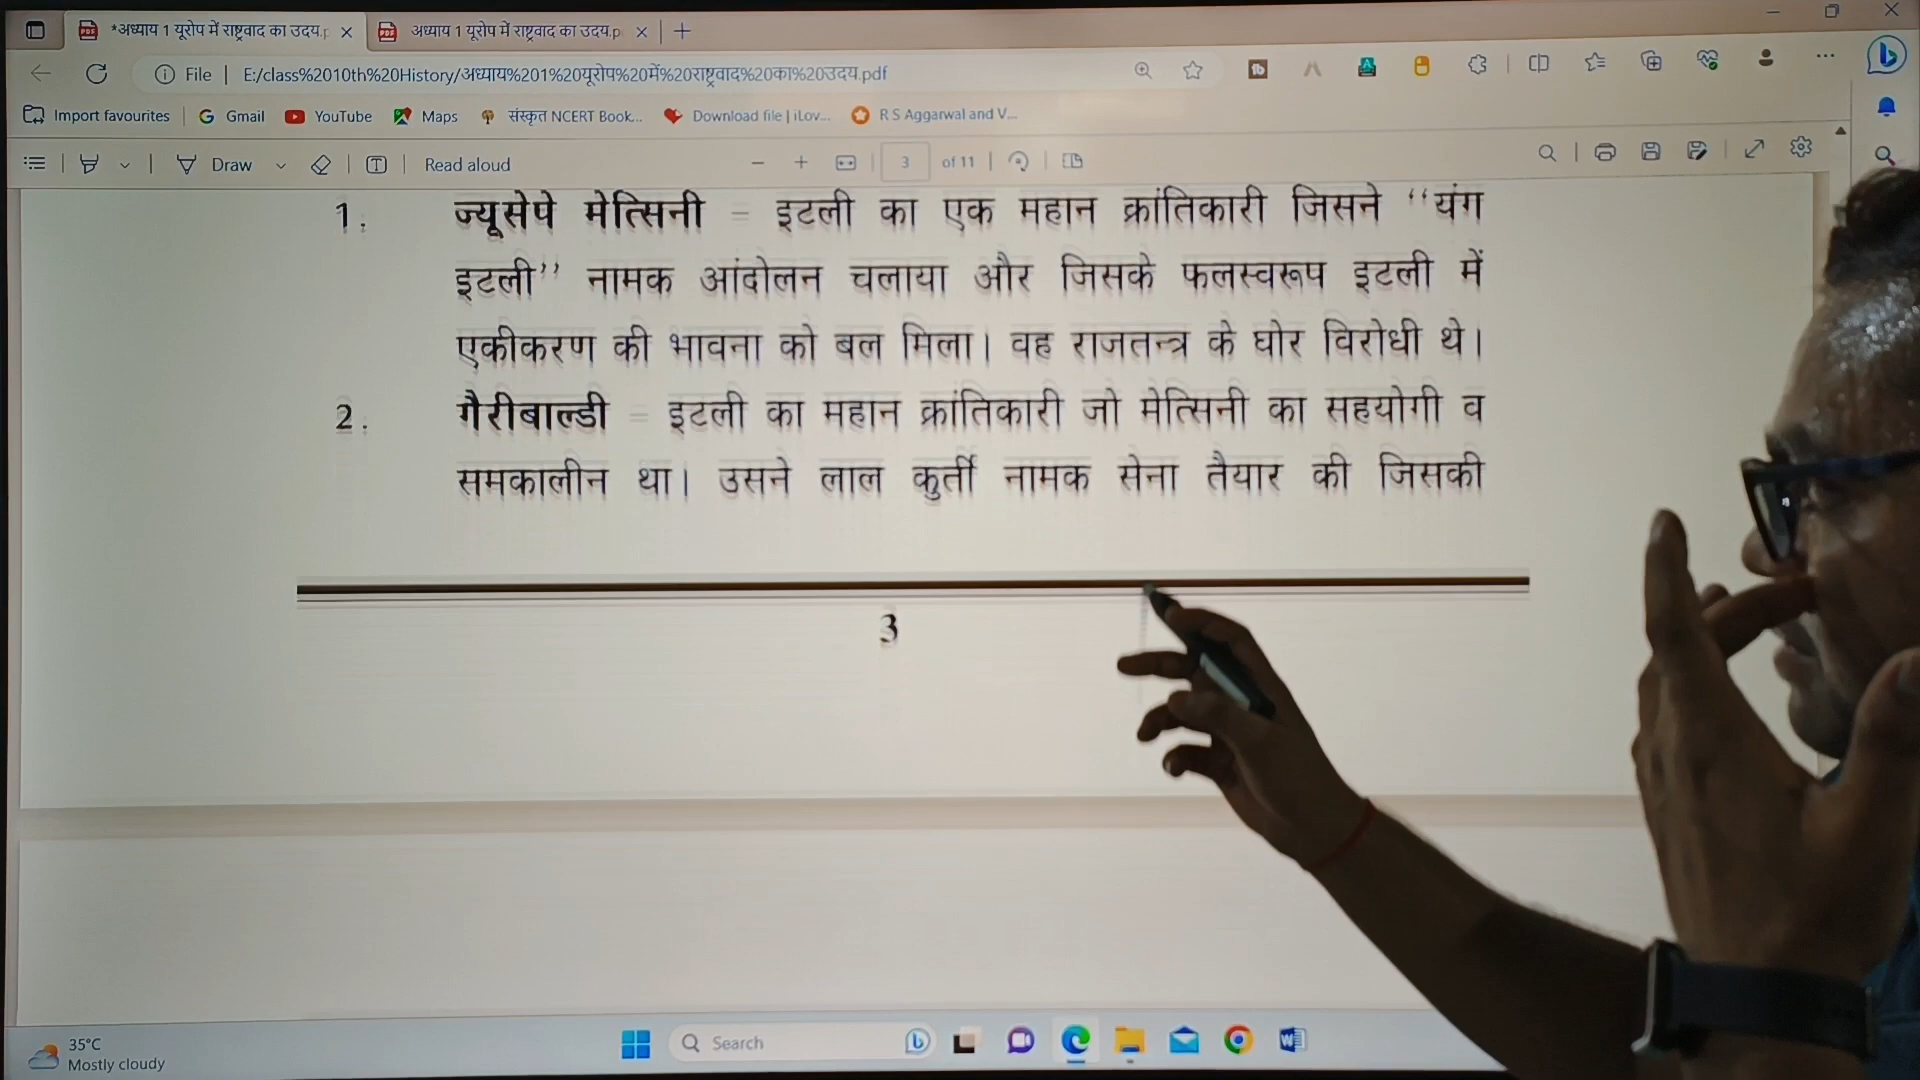 *अध्याय 1 यूरोप में राष्ट्रवाद का उदय.p
अध्याय 1 यूरोप में राष्ट्रवाद का उदय.p
File | E:/class%2010th%20History/अध्याय%201%20यूरोप%20में%20राष्ट्रवाद%20का%20उदय.pdf
Import favourites Gmail YouTube Maps संस्कृत NCERT Book... Download file | iLov... R S Aggarwal and V...
Draw Read aloud 3 of 11
1. ज्यूसेपे मेत्सिनी – इटली का एक महान क्रांतिकारी जिसने ‘‘यंग
इटली’’ नामक आंदोलन चलाया और जिसके फलस्वरूप इटली में
एकीकरण की भावना को बल मिला। वह राजतन्त्र के घोर विरोधी थे।
2. गैरीबाल्डी – इटली का महान क्रांतिकारी जो मेत्सिनी का सहयोगी व
समकालीन था। उसने लाल कुर्ती नामक सेना तैयार की जिसकी
3
35°C
Mostly cloudy
Search